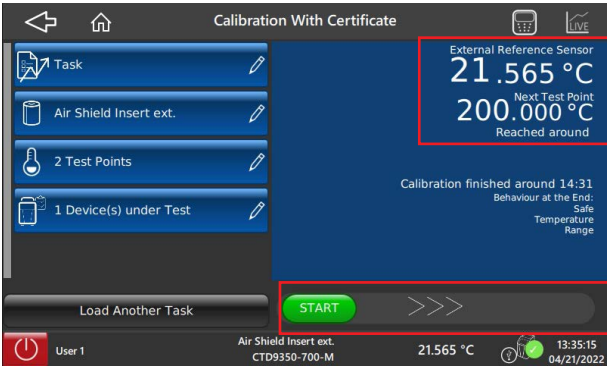 Calibration With Certificate
LIVE
Task
Air Shield Insert ext.
2 Test Points
1 Device(s) under Test
External Reference Sensor
21.565 °C
Next Test Point
200.000 °C
Reached around
Calibration finished around 14:31
Behaviour at the End:
Safe
Temperature
Range
Load Another Task
START
User 1
Air Shield Insert ext.
CTD9350-700-M
21.565 °C
13:35:15
04/21/2022